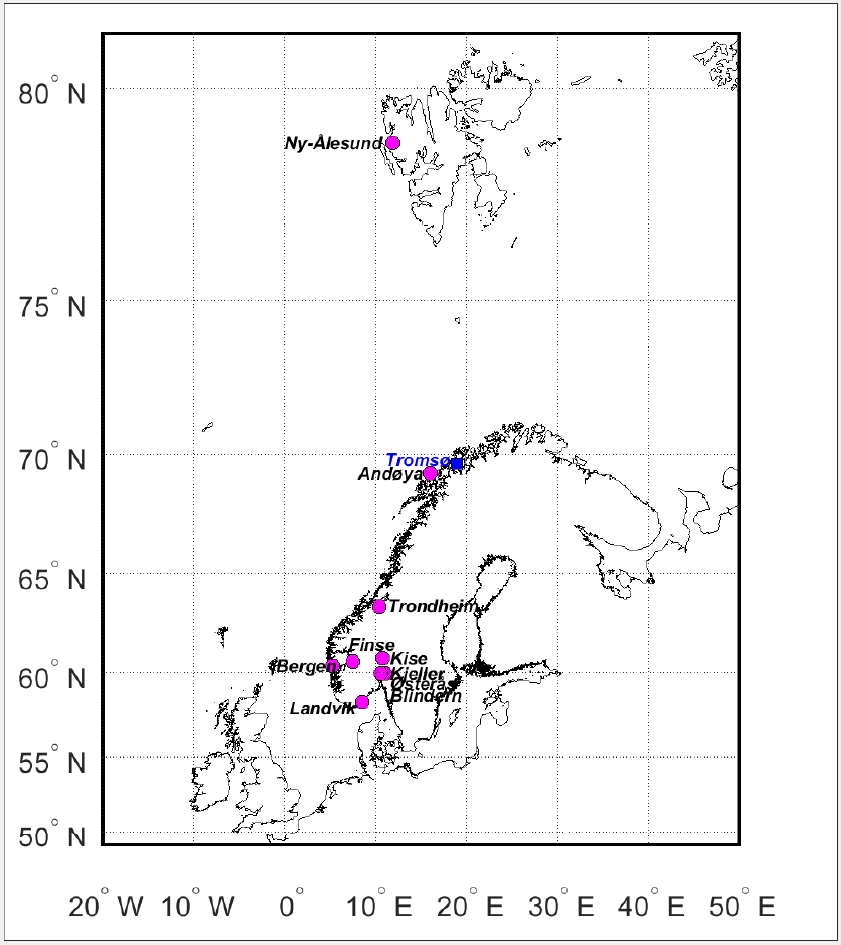 80° N
Ny-Ålesund
75° N
70° N
Tromsø
Andøya
65° N
Trondheim
Finse
Bergen
Kise
60° N
Kjeller
Østerås
Blindern
Landvik
55° N
50° N
20° W 10° W 0° 10° E 20° E 30° E 40° E 50° E